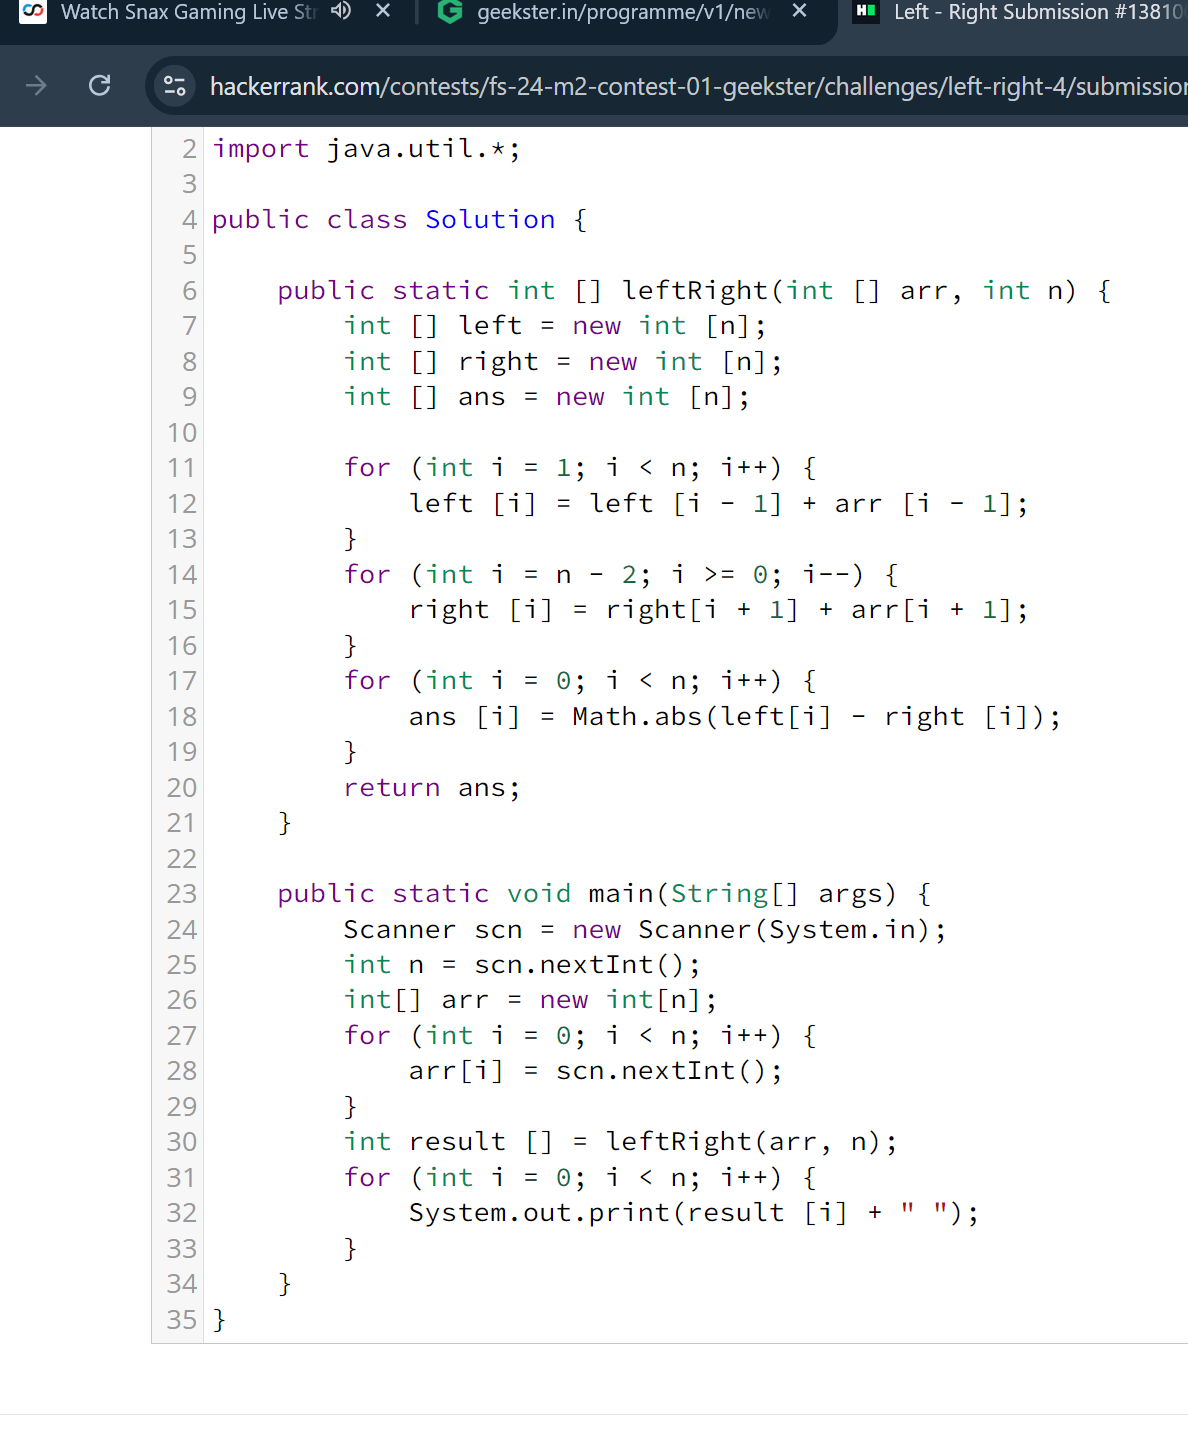 Watch Snax Gaming Live Str
geekster.in/programme/v1/new
Left - Right Submission #13810
hackerrank.com/contests/fs-24-m2-contest-01-geekster/challenges/left-right-4/submission
2 import java.util.*;
3
4 public class Solution {
5
6 public static int [] leftRight(int [] arr, int n) {
7 int [] left = new int [n];
8 int [] right = new int [n];
9 int [] ans = new int [n];
10
11 for (int i = 1; i < n; i++) {
12 left [i] = left [i - 1] + arr [i - 1];
13 }
14 for (int i = n - 2; i >= 0; i--) {
15 right [i] = right[i + 1] + arr[i + 1];
16 }
17 for (int i = 0; i < n; i++) {
18 ans [i] = Math.abs(left[i] - right [i]);
19 }
20 return ans;
21 }
22
23 public static void main(String[] args) {
24 Scanner scn = new Scanner(System.in);
25 int n = scn.nextInt();
26 int[] arr = new int[n];
27 for (int i = 0; i < n; i++) {
28 arr[i] = scn.nextInt();
29 }
30 int result [] = leftRight(arr, n);
31 for (int i = 0; i < n; i++) {
32 System.out.print(result [i] + " ");
33 }
34 }
35 }